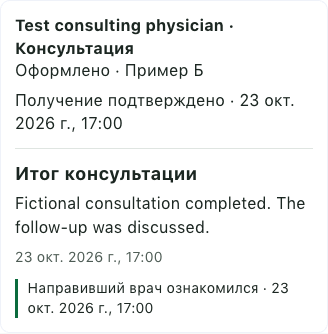 Test consulting physician ·
Консультация
Оформлено · Пример Б
Получение подтверждено · 23 окт.
2026 г., 17:00
Итог консультации
Fictional consultation completed. The
follow-up was discussed.
23 окт. 2026 г., 17:00
Направивший врач ознакомился · 23
окт. 2026 г., 17:00